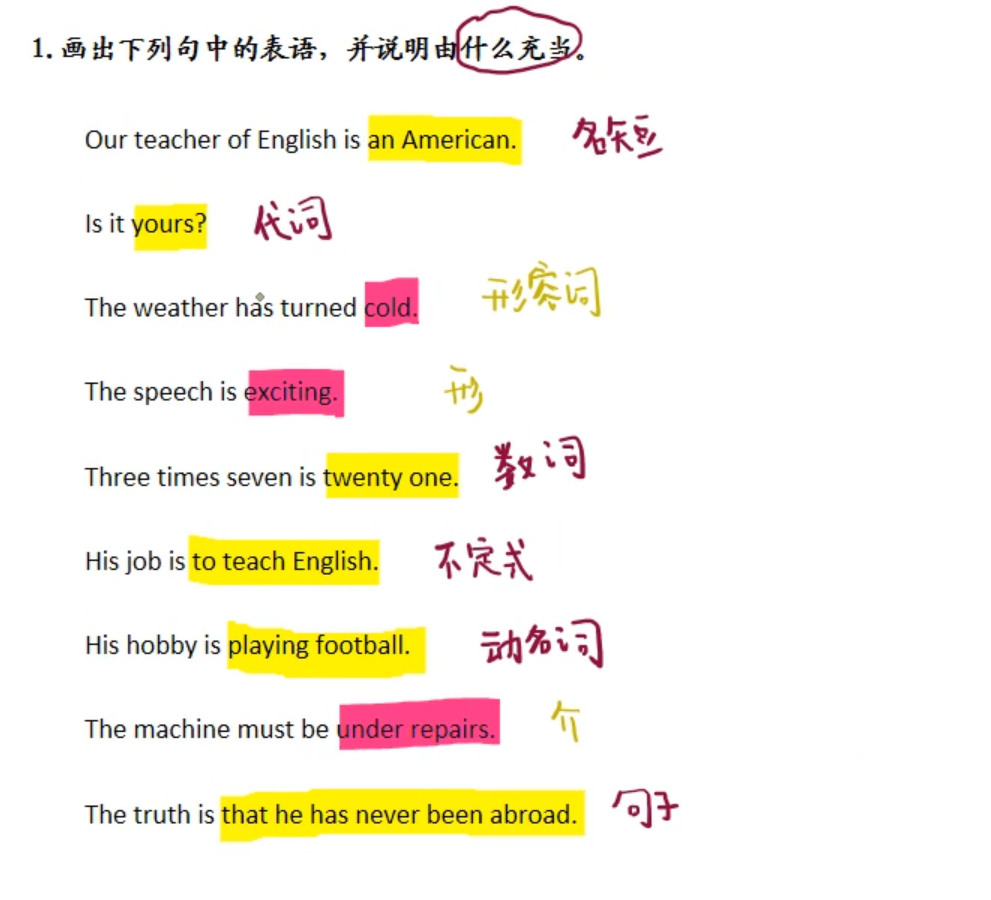 1. 画出下列句中的表语，并说明由什么充当。
Our teacher of English is an American. 名短
Is it yours? 代词
The weather has turned cold. 形容词
The speech is exciting. 形
Three times seven is twenty one. 数词
His job is to teach English. 不定式
His hobby is playing football. 动名词
The machine must be under repairs. 介
The truth is that he has never been abroad. 句子